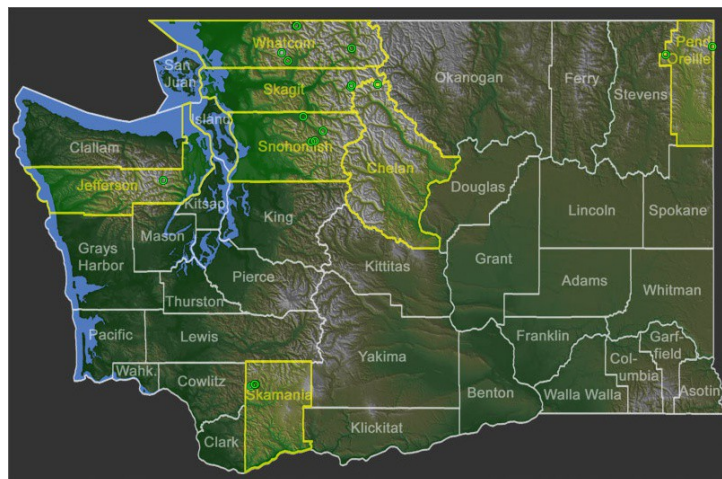 Whatcom
Pend
Oreille
San
Juan
Okanogan
Ferry
Stevens
Skagit
Island
Snohomish
Clallam
Chelan
Jefferson
Douglas
Kitsap
King
Lincoln
Spokane
Mason
Grays
Harbor
Kittitas
Grant
Pierce
Adams
Whitman
Thurston
Pacific
Lewis
Franklin
Garf-
field
Yakima
Col-
umbia
Wahk.
Cowlitz
Skamania
Benton
Walla Walla
Asotin
Klickitat
Clark